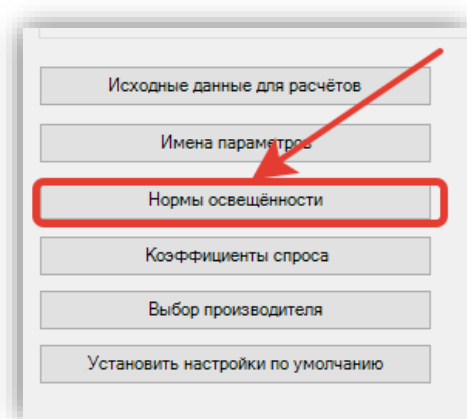 Исходные данные для расчётов
Имена параметров
Нормы освещённости
Коэффициенты спроса
Выбор производителя
Установить настройки по умолчанию